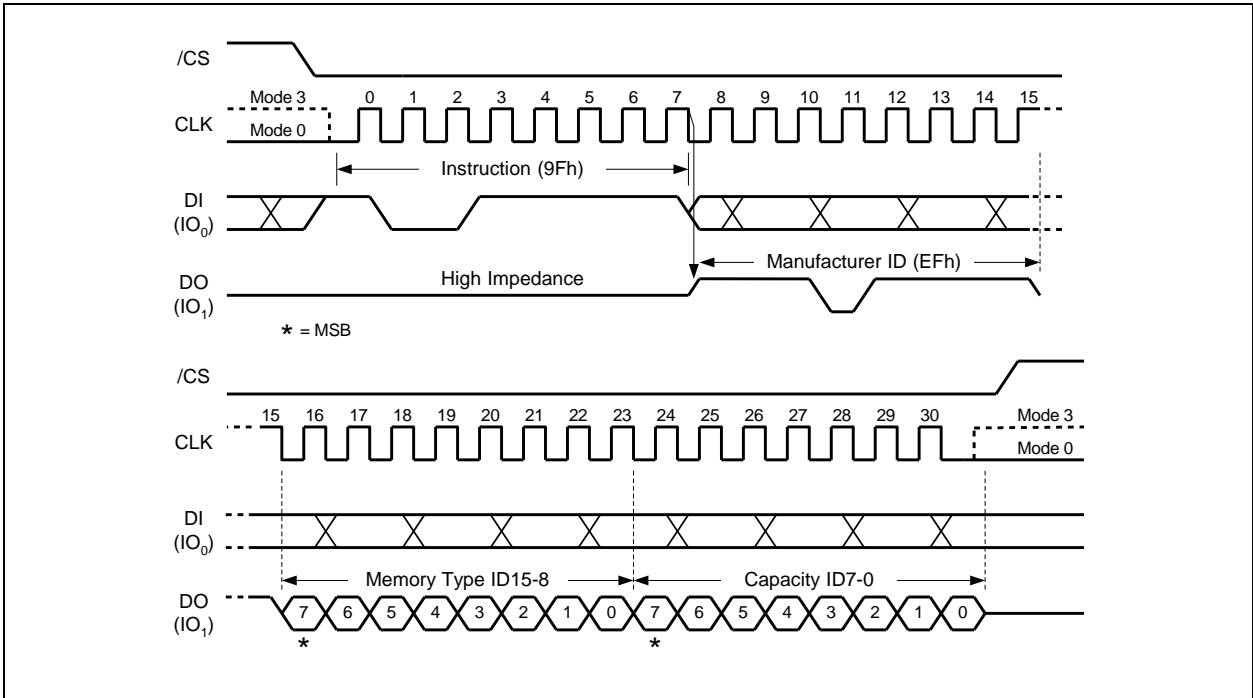 /CS
Mode 3 0 1 2 3 4 5 6 7 8 9 10 11 12 13 14 15
CLK
Mode 0
Instruction (9Fh)
DI
(IO0)
Manufacturer ID (EFh)
High Impedance
DO
(IO1)
* = MSB
/CS
15 16 17 18 19 20 21 22 23 24 25 26 27 28 29 30 Mode 3
CLK
Mode 0
DI
(IO0)
Memory Type ID15-8 Capacity ID7-0
DO
7 6 5 4 3 2 1 0 7 6 5 4 3 2 1 0
(IO1)
* *